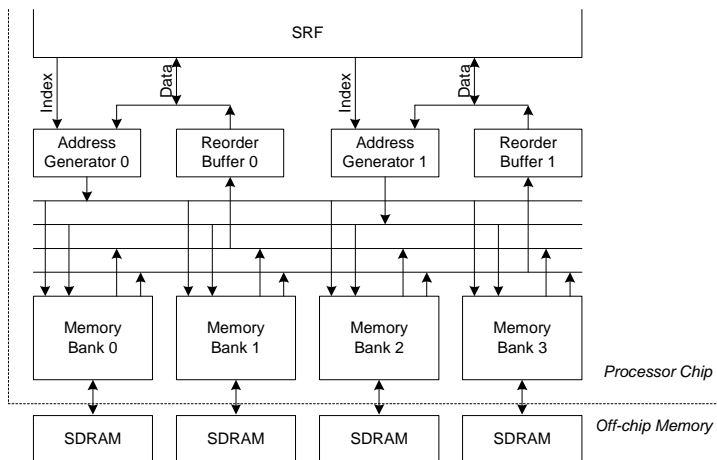 SRF
Index
Data
Index
Data
Address
Generator 0
Reorder
Buffer 0
Address
Generator 1
Reorder
Buffer 1
Memory
Bank 0
Memory
Bank 1
Memory
Bank 2
Memory
Bank 3
Processor Chip
Off-chip Memory
SDRAM
SDRAM
SDRAM
SDRAM